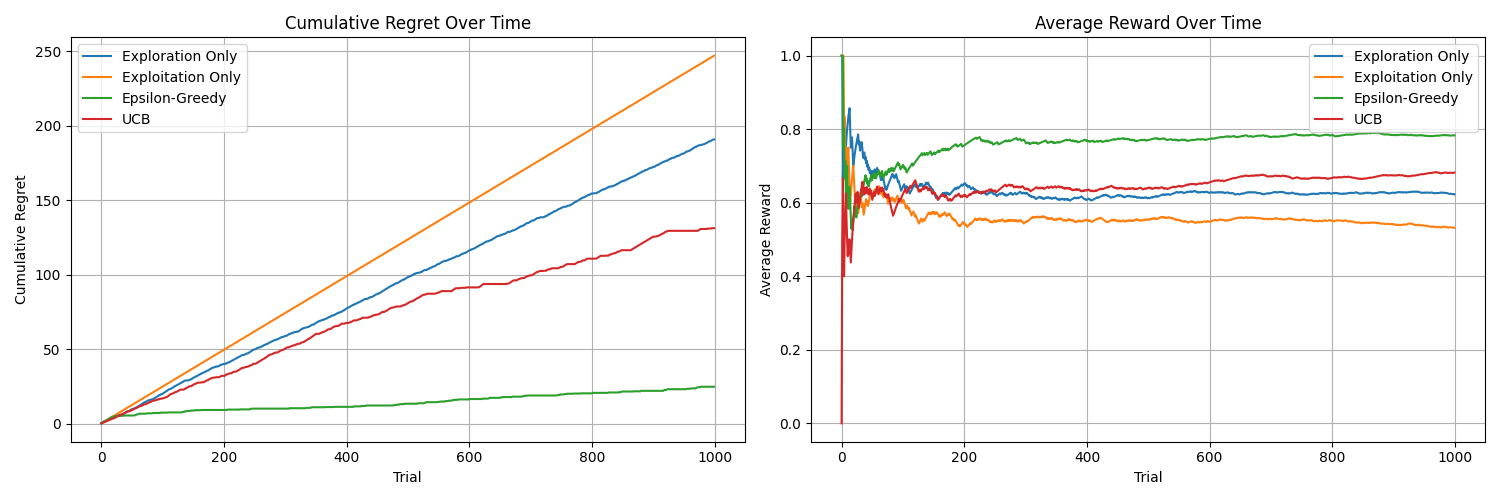 Cumulative Regret Over Time
Cumulative Regret
250
200
150
100
50
0
Exploration Only
Exploitation Only
Epsilon-Greedy
UCB
0 200 400 600 800 1000
Trial
Average Reward Over Time
Average Reward
1.0
0.8
0.6
0.4
0.2
0.0
Exploration Only
Exploitation Only
Epsilon-Greedy
UCB
0 200 400 600 800 1000
Trial